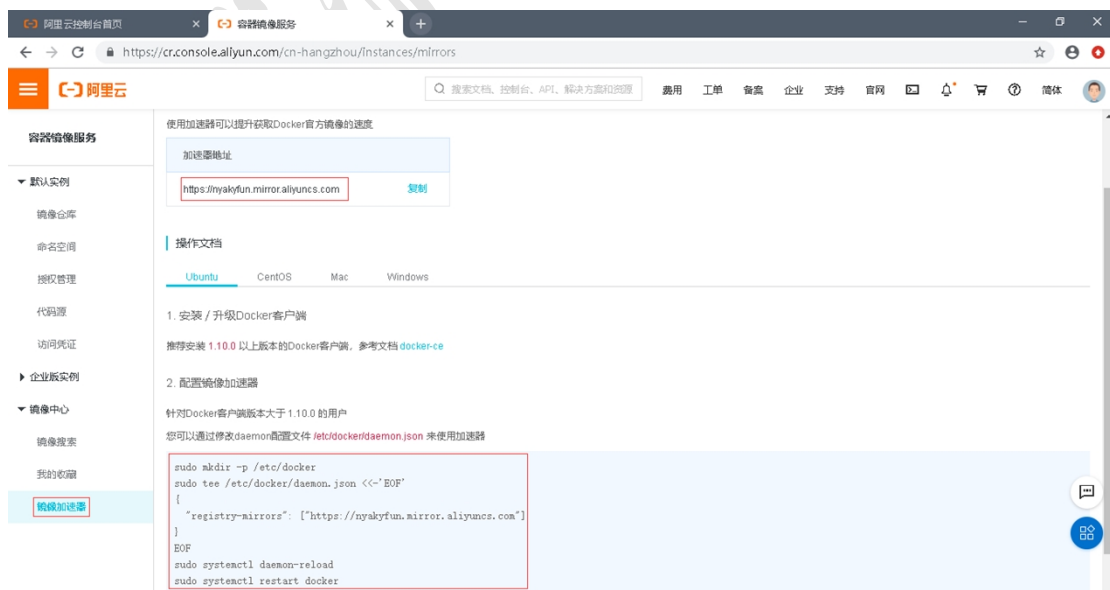 阿里云控制台首页 × 容器镜像服务 × +
https://cr.console.aliyun.com/cn-hangzhou/instances/mirrors
阿里云 搜索文档、控制台、API、解决方案和资源 费用 工单 备案 企业 支持 官网 简体
容器镜像服务
默认实例
镜像仓库
命名空间
授权管理
代码源
访问凭证
企业版实例
镜像中心
镜像搜索
我的收藏
镜像加速器
使用加速器可以提升获取Docker官方镜像的速度
加速器地址
https://nyakyfun.mirror.aliyuncs.com 复制
操作文档
Ubuntu CentOS Mac Windows
1. 安装 / 升级Docker客户端
推荐安装 1.10.0 以上版本的Docker客户端，参考文档 docker-ce
2. 配置镜像加速器
针对Docker客户端版本大于 1.10.0 的用户
您可以通过修改daemon配置文件 /etc/docker/daemon.json 来使用加速器
sudo mkdir -p /etc/docker
sudo tee /etc/docker/daemon.json <<-'EOF'
{
"registry-mirrors": ["https://nyakyfun.mirror.aliyuncs.com"]
}
EOF
sudo systemctl daemon-reload
sudo systemctl restart docker